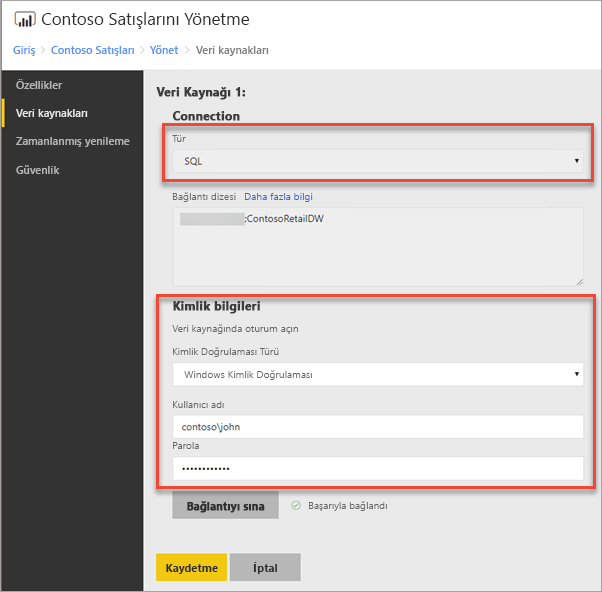 Contoso Satışlarını Yönetme
Giriş > Contoso Satışları > Yönet > Veri kaynakları
Özellikler
Veri kaynakları
Zamanlanmış yenileme
Güvenlik
Veri Kaynağı 1:
Connection
Tür
SQL
Bağlantı dizesi Daha fazla bilgi
;ContosoRetailDW
Kimlik bilgileri
Veri kaynağında oturum açın
Kimlik Doğrulaması Türü
Windows Kimlik Doğrulaması
Kullanıcı adı
contoso\john
Parola
••••••••••••
Bağlantıyı sına Başarıyla bağlandı
Kaydetme İptal